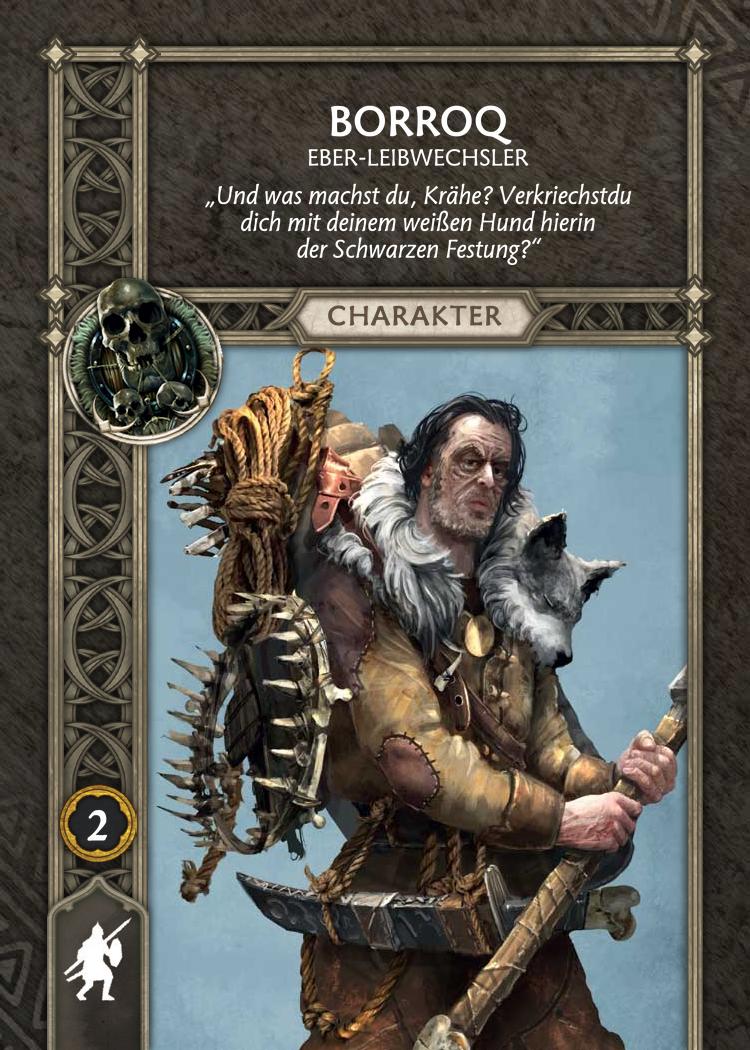 BORROQ
EBER-LEIBWECHSLER
„Und was machst du, Krähe? Verkriechstdu
dich mit deinem weißen Hund hierin
der Schwarzen Festung?“
CHARAKTER
2